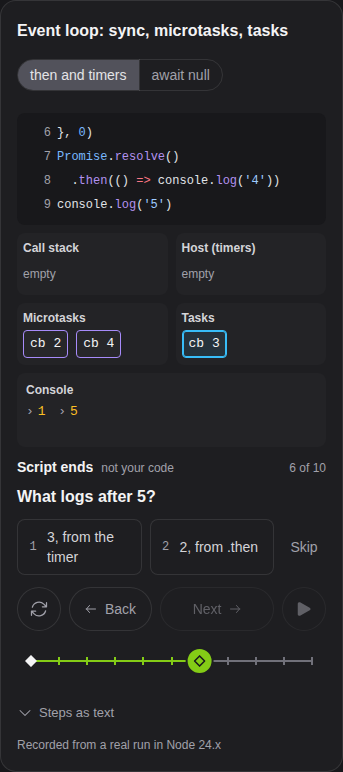 Event loop: sync, microtasks, tasks
then and timers
await null
6 }, 0)
7 Promise.resolve()
8 .then(() => console.log('4'))
9 console.log('5')
Call stack
empty
Host (timers)
empty
Microtasks
cb 2 cb 4
Tasks
cb 3
Console
› 1 › 5
Script ends not your code 6 of 10
What logs after 5?
1 3, from the
timer
2 2, from .then
Skip
← Back
Next →
Steps as text
Recorded from a real run in Node 24.x